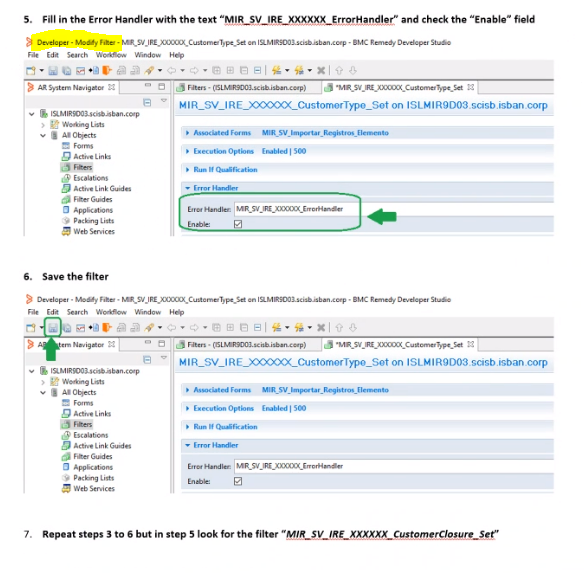 5. Fill in the Error Handler with the text “MIR_SV_IRE_XXXXXX_ErrorHandler” and check the “Enable” field
Developer - Modify Filter - MIR_SV_IRE_XXXXXX_CustomerType_Set on ISLMIR9D03.scisb.isban.corp - BMC Remedy Developer Studio
File Edit Search Workflow Window Help
AR System Navigator
Filters - (ISLMIR9D03.scisb.isban.corp)
*MIR_SV_IRE_XXXXXX_CustomerType_Set
MIR_SV_IRE_XXXXXX_CustomerType_Set on ISLMIR9D03.scisb.isban.corp
ISLMIR9D03.scisb.isban.corp
Working Lists
All Objects
Forms
Active Links
Filters
Escalations
Active Link Guides
Filter Guides
Applications
Packing Lists
Web Services
Associated Forms MIR_SV_Importar_Registros_Elemento
Execution Options Enabled | 500
Run If Qualification
Error Handler
Error Handler: MIR_SV_IRE_XXXXXX_ErrorHandler
Enable:
6. Save the filter
Developer - Modify Filter - MIR_SV_IRE_XXXXXX_CustomerType_Set on ISLMIR9D03.scisb.isban.corp - BMC Remedy Developer Studio
File Edit Search Workflow Window Help
AR System Navigator
Filters - (ISLMIR9D03.scisb.isban.corp)
*MIR_SV_IRE_XXXXXX_CustomerType_Set
MIR_SV_IRE_XXXXXX_CustomerType_Set on ISLMIR9D03.scisb.isban.corp
ISLMIR9D03.scisb.isban.corp
Working Lists
All Objects
Forms
Active Links
Filters
Escalations
Active Link Guides
Filter Guides
Applications
Packing Lists
Web Services
Associated Forms MIR_SV_Importar_Registros_Elemento
Execution Options Enabled | 500
Run If Qualification
Error Handler
Error Handler: MIR_SV_IRE_XXXXXX_ErrorHandler
Enable:
7. Repeat steps 3 to 6 but in step 5 look for the filter “MIR_SV_IRE_XXXXXX_CustomerClosure_Set”